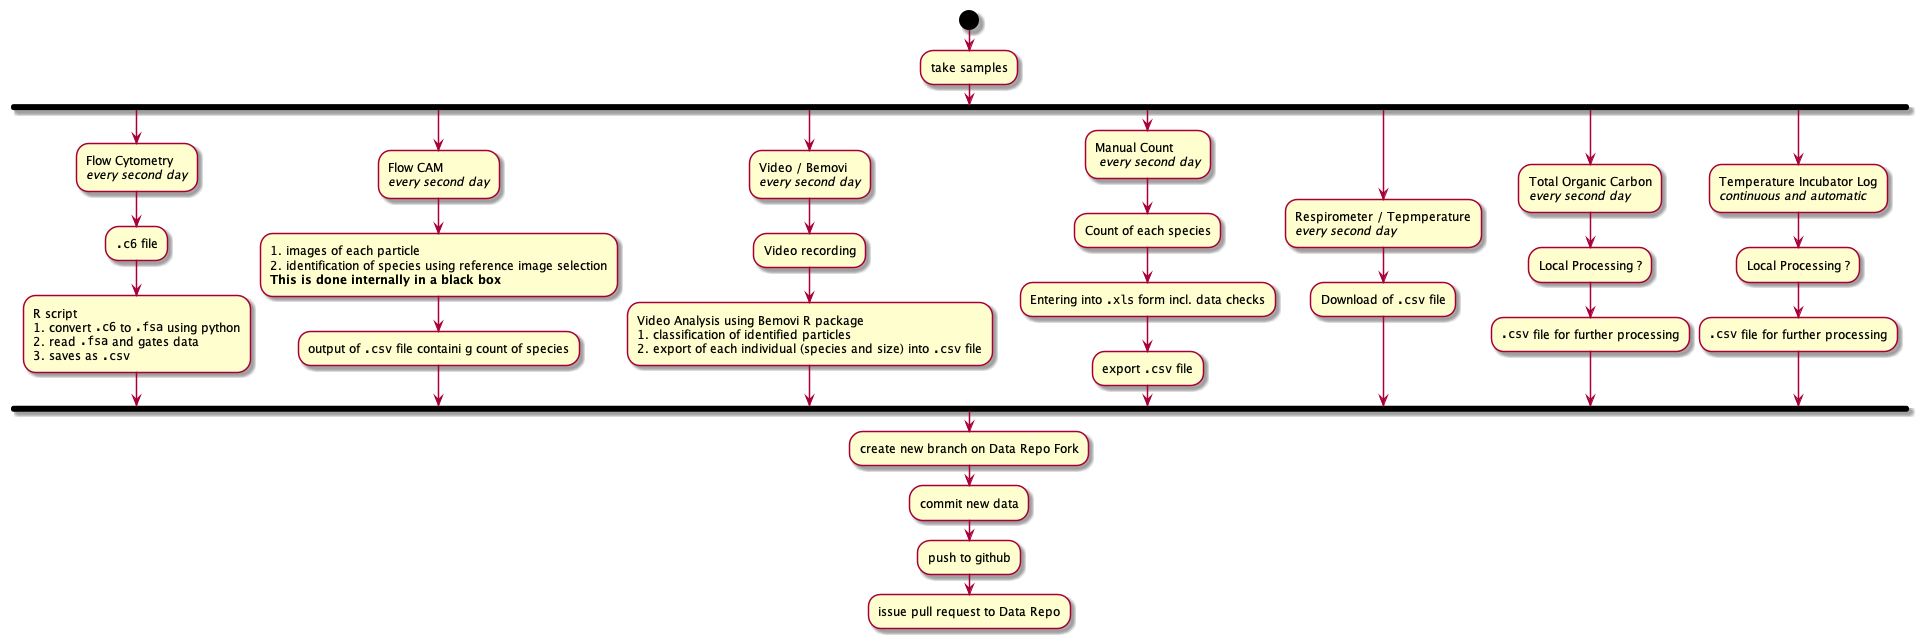 take samples
Flow Cytometry
every second day
.c6 file
R script
1. convert .c6 to .fsa using python
2. read .fsa and gates data
3. saves as .csv
Flow CAM
every second day
1. images of each particle
2. identification of species using reference image selection
This is done internally in a black box
output of .csv file containi g count of species
Video / Bemovi
every second day
Video recording
Video Analysis using Bemovi R package
1. classification of identified particles
2. export of each individual (species and size) into .csv file
Manual Count
every second day
Count of each species
Entering into .xls form incl. data checks
export .csv file
Respirometer / Tepmperature
every second day
Download of .csv file
Total Organic Carbon
every second day
Local Processing ?
.csv file for further processing
Temperature Incubator Log
continuous and automatic
Local Processing ?
.csv file for further processing
create new branch on Data Repo Fork
commit new data
push to github
issue pull request to Data Repo